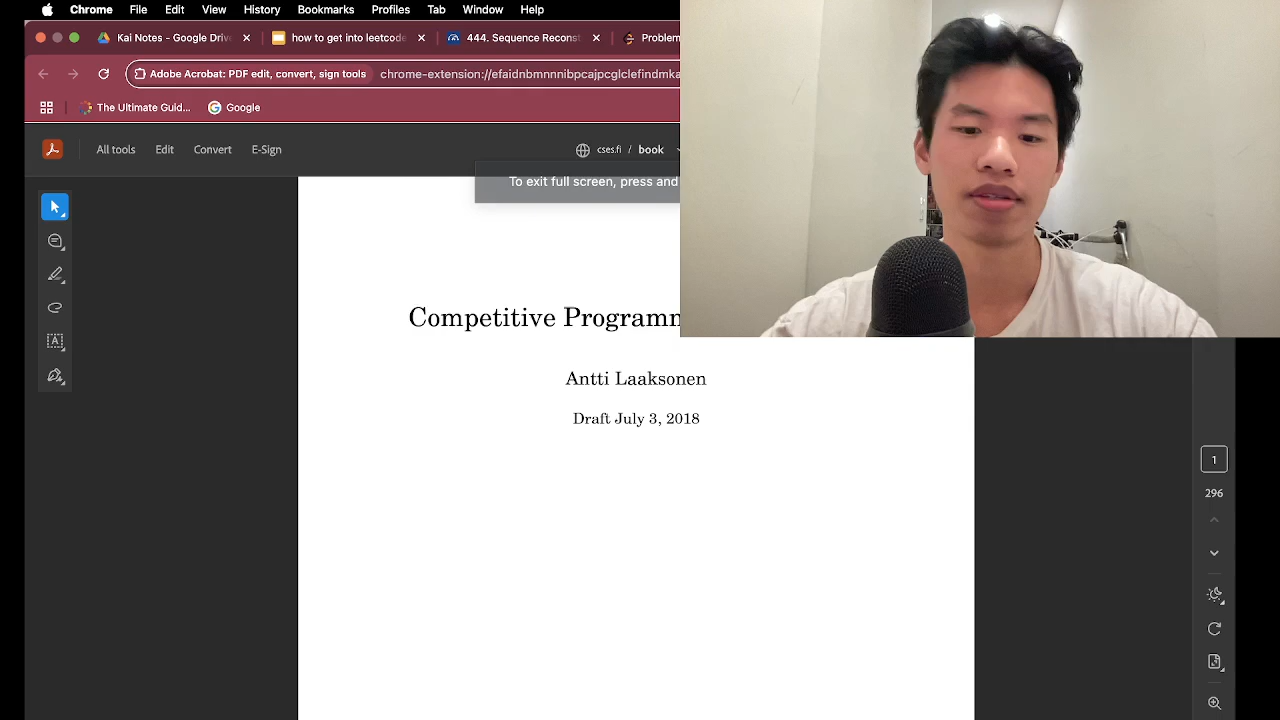 Chrome File Edit View History Bookmarks Profiles Tab Window Help
Kai Notes - Google Drive how to get into leetcode 444. Sequence Reconst Problem
Adobe Acrobat: PDF edit, convert, sign tools chrome-extension://efaidnbmnnnibpcajpcglclefindmka
The Ultimate Guid... Google
All tools Edit Convert E-Sign cses.fi / book
To exit full screen, press and
Competitive Programm
Antti Laaksonen
Draft July 3, 2018
1
296